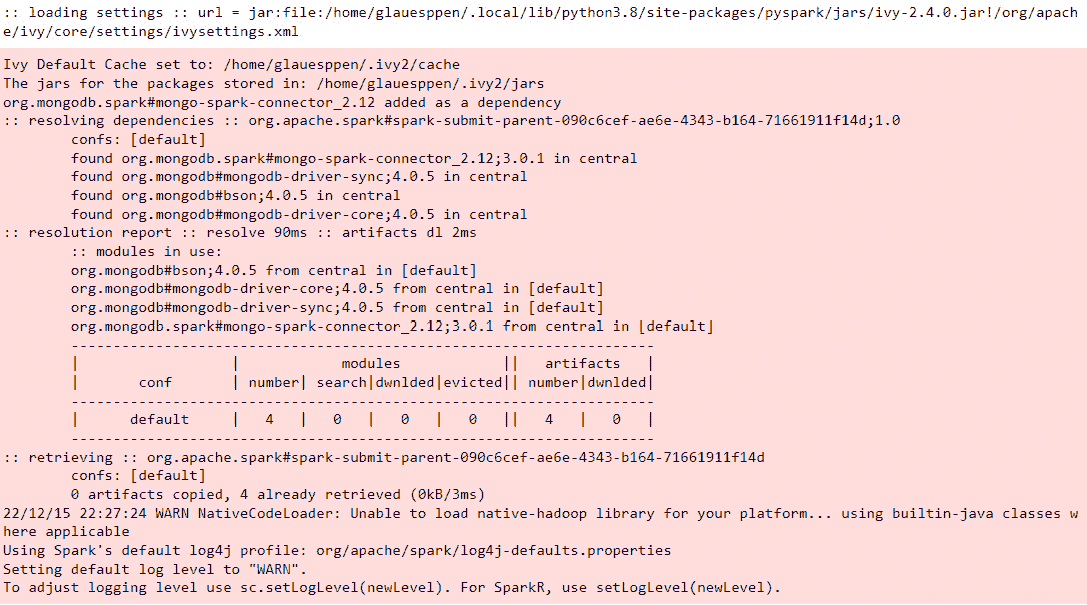 :: loading settings :: url = jar:file:/home/glauesppen/.local/lib/python3.8/site-packages/pyspark/jars/ivy-2.4.0.jar!/org/apach
e/ivy/core/settings/ivysettings.xml
Ivy Default Cache set to: /home/glauesppen/.ivy2/cache
The jars for the packages stored in: /home/glauesppen/.ivy2/jars
org.mongodb.spark#mongo-spark-connector_2.12 added as a dependency
:: resolving dependencies :: org.apache.spark#spark-submit-parent-090c6cef-ae6e-4343-b164-71661911f14d;1.0
        confs: [default]
        found org.mongodb.spark#mongo-spark-connector_2.12;3.0.1 in central
        found org.mongodb#mongodb-driver-sync;4.0.5 in central
        found org.mongodb#bson;4.0.5 in central
        found org.mongodb#mongodb-driver-core;4.0.5 in central
:: resolution report :: resolve 90ms :: artifacts dl 2ms
        :: modules in use:
        org.mongodb#bson;4.0.5 from central in [default]
        org.mongodb#mongodb-driver-core;4.0.5 from central in [default]
        org.mongodb#mongodb-driver-sync;4.0.5 from central in [default]
        org.mongodb.spark#mongo-spark-connector_2.12;3.0.1 from central in [default]
        ---------------------------------------------------------------------
        |                  |            modules            ||   artifacts   |
        |       conf       | number| search|dwnlded|evicted|| number|dwnlded|
        ---------------------------------------------------------------------
        |      default     |   4   |   0   |   0   |   0   ||   4   |   0   |
        ---------------------------------------------------------------------
:: retrieving :: org.apache.spark#spark-submit-parent-090c6cef-ae6e-4343-b164-71661911f14d
        confs: [default]
        0 artifacts copied, 4 already retrieved (0kB/3ms)
22/12/15 22:27:24 WARN NativeCodeLoader: Unable to load native-hadoop library for your platform... using builtin-java classes w
here applicable
Using Spark's default log4j profile: org/apache/spark/log4j-defaults.properties
Setting default log level to "WARN".
To adjust logging level use sc.setLogLevel(newLevel). For SparkR, use setLogLevel(newLevel).